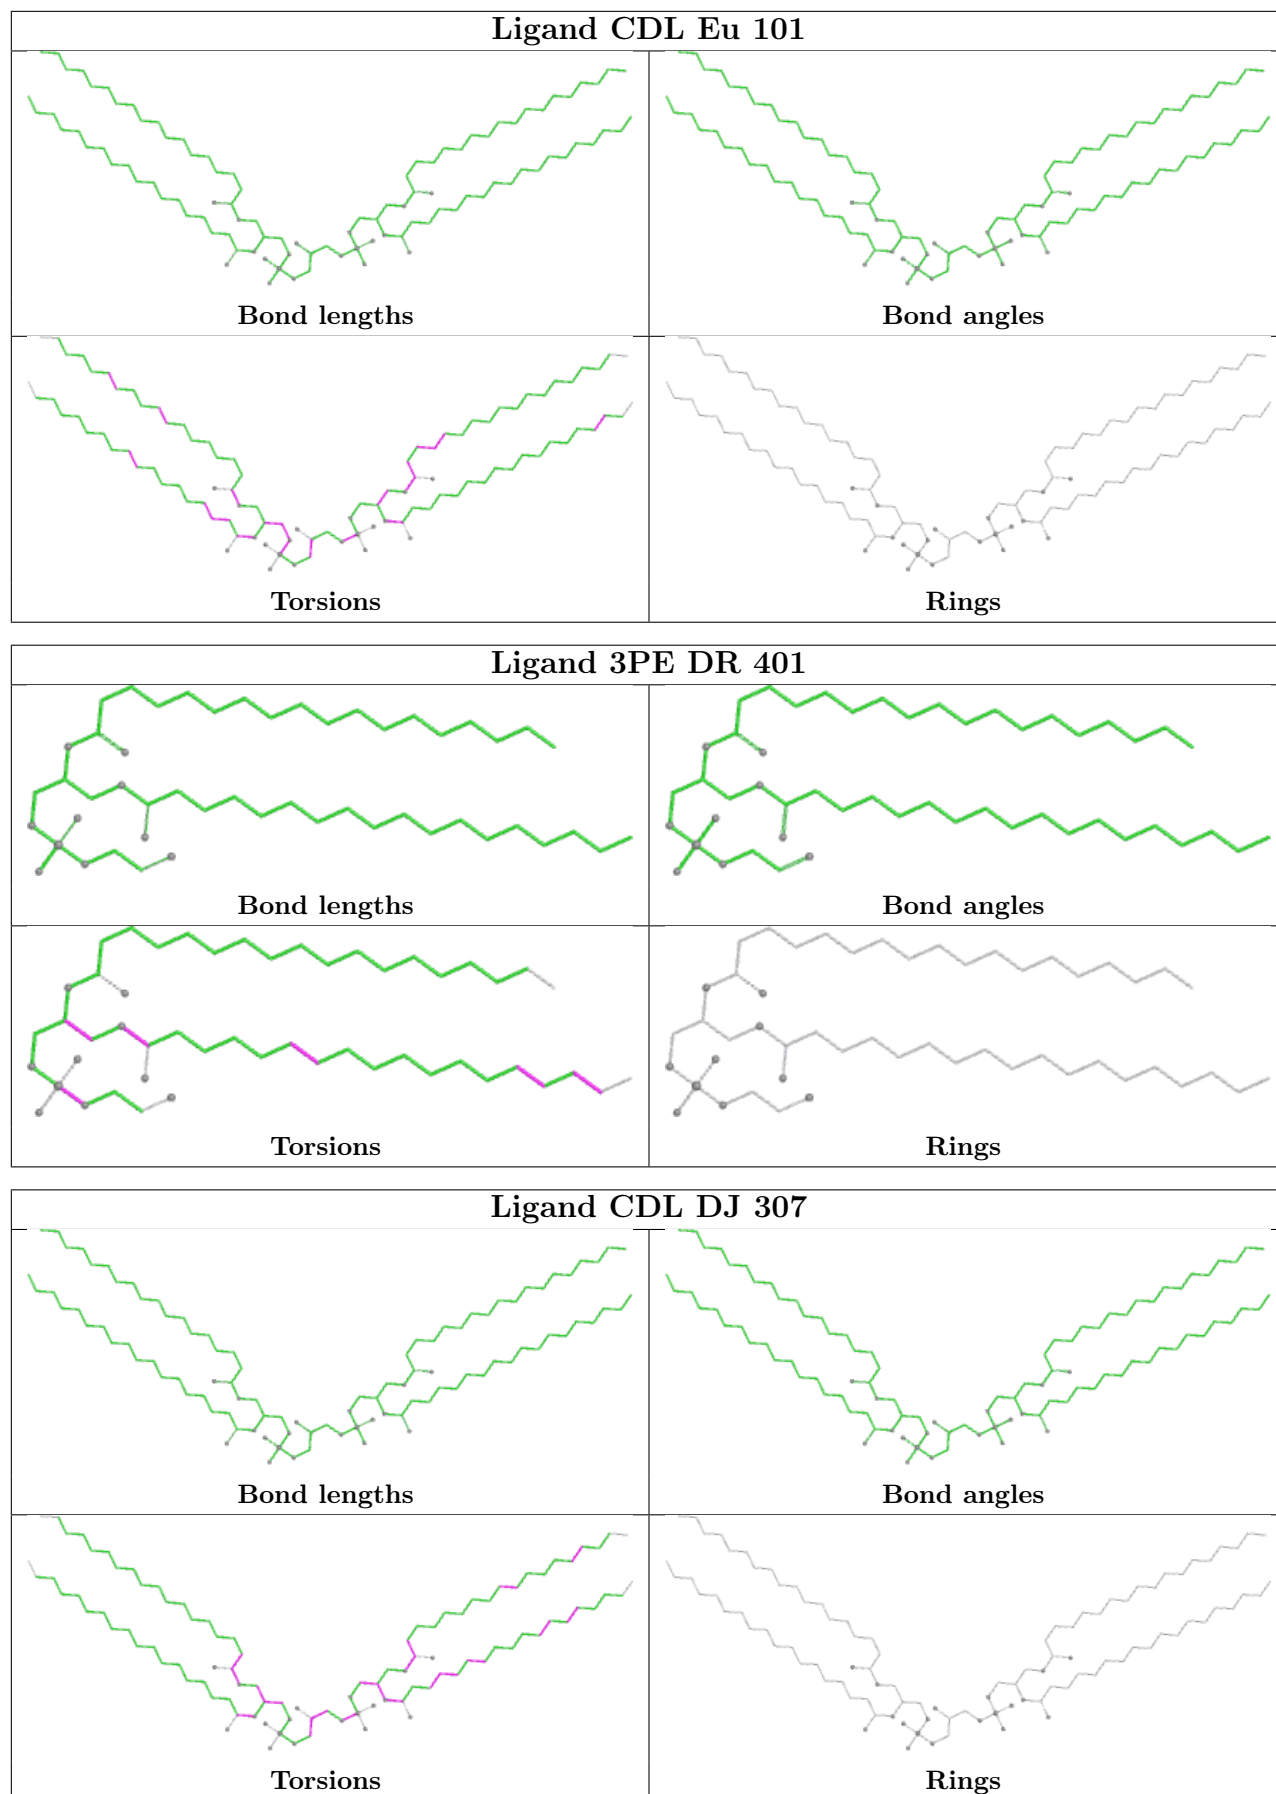 Ligand CDL Eu 101
Bond lengths
Bond angles
Torsions
Rings
Ligand 3PE DR 401
Bond lengths
Bond angles
Torsions
Rings
Ligand CDL DJ 307
Bond lengths
Bond angles
Torsions
Rings